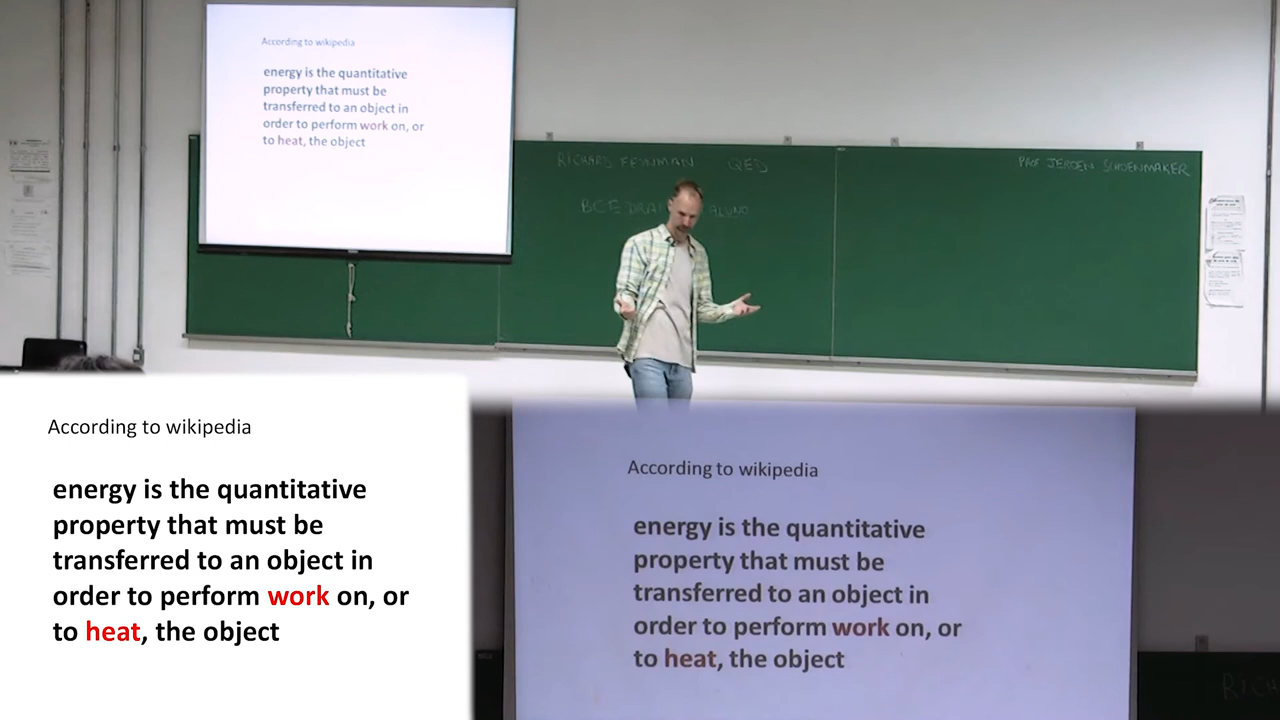 According to wikipedia
energy is the quantitative
property that must be
transferred to an object in
order to perform work on, or
to heat, the object
RICHARD FEYNMAN QED
PROF JEROEN SCHOENMAKER
BCE DRA ALUNO
According to wikipedia
energy is the quantitative
property that must be
transferred to an object in
order to perform work on, or
to heat, the object
According to wikipedia
energy is the quantitative
property that must be
transferred to an object in
order to perform work on, or
to heat, the object
RICH